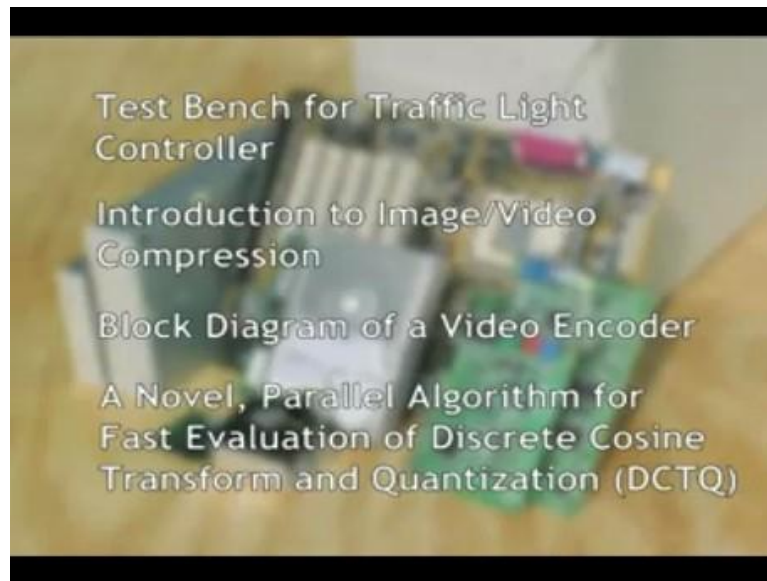 Test Bench for Traffic Light
Controller
Introduction to Image/Video
Compression
Block Diagram of a Video Encoder
A Novel, Parallel Algorithm for
Fast Evaluation of Discrete Cosine
Transform and Quantization (DCTQ)